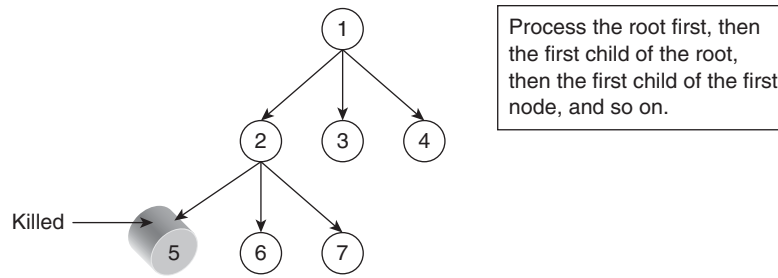 1
Process the root first, then
the first child of the root,
then the first child of the first
node, and so on.
2
3
4
Killed
5
6
7